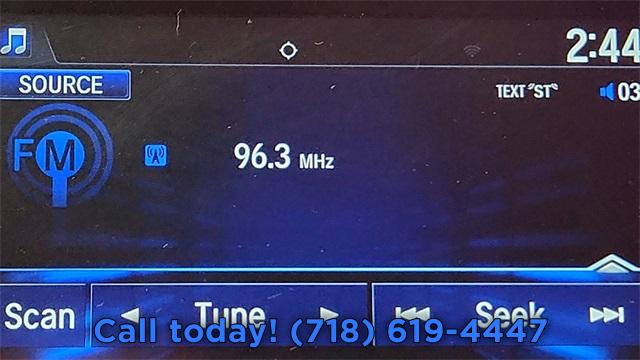 2:44
SOURCE
TEXT "ST" 03
FM
96.3 MHz
Scan Tune Seek
Call today! (718) 619-4447